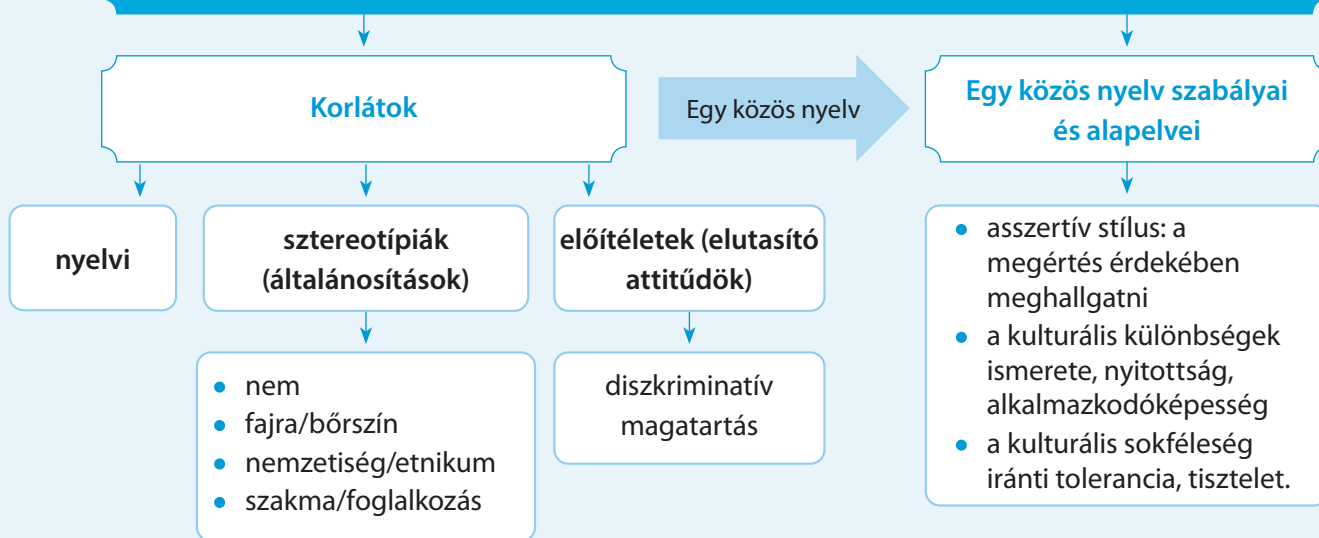 Korlátok
Egy közös nyelv
Egy közös nyelv szabályai
és alapelvei
nyelvi
sztereotípiák
(általánosítások)
előítéletek (elutasító
attitűdök)
• nem
• fajra/bőrszín
• nemzetiség/etnikum
• szakma/foglalkozás
diszkriminatív
magatartás
• asszertív stílus: a
megértés érdekében
meghallgatni
• a kulturális különbségek
ismerete, nyitottság,
alkalmazkodóképesség
• a kulturális sokféleség
iránti tolerancia, tisztelet.